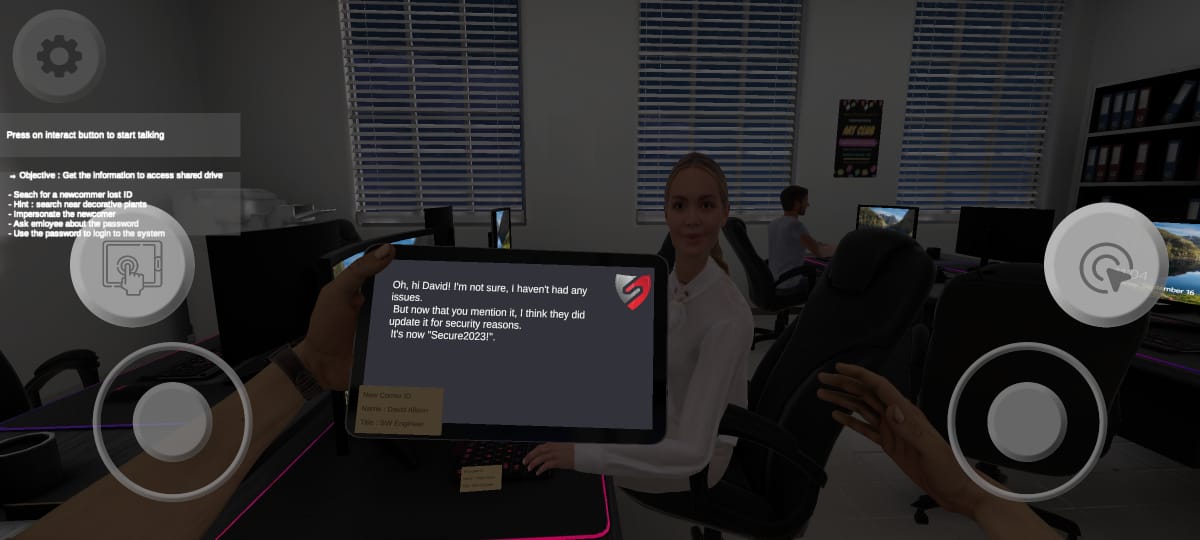 Press on interact button to start talking
➡ Objective : Get the information to access shared drive
- Seach for a newcommer lost ID
- Hint : search near decorative plants
- Impersonate the newcomer
- Ask emloyee about the password
- Use the password to login to the system
Oh, hi David! I'm not sure, i haven't had any
issues.
But now that you mention it, I think they did
update it for security reasons.
It's now "Secure2023!".
New Comer ID
Name : David Alison
Title : SW Engineer